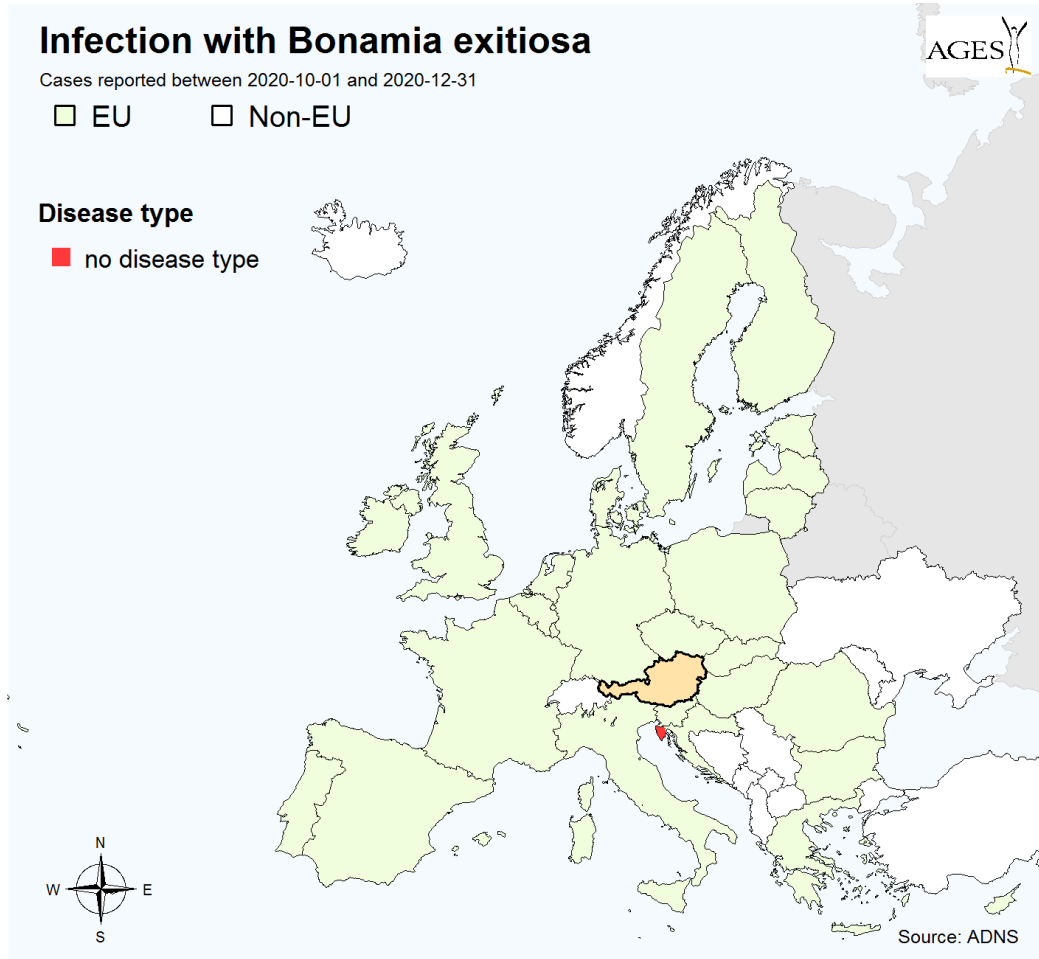 Infection with Bonamia exitiosa
AGES
Cases reported between 2020-10-01 and 2020-12-31
EU
Non-EU
Disease type
no disease type
N
W
E
S
Source: ADNS